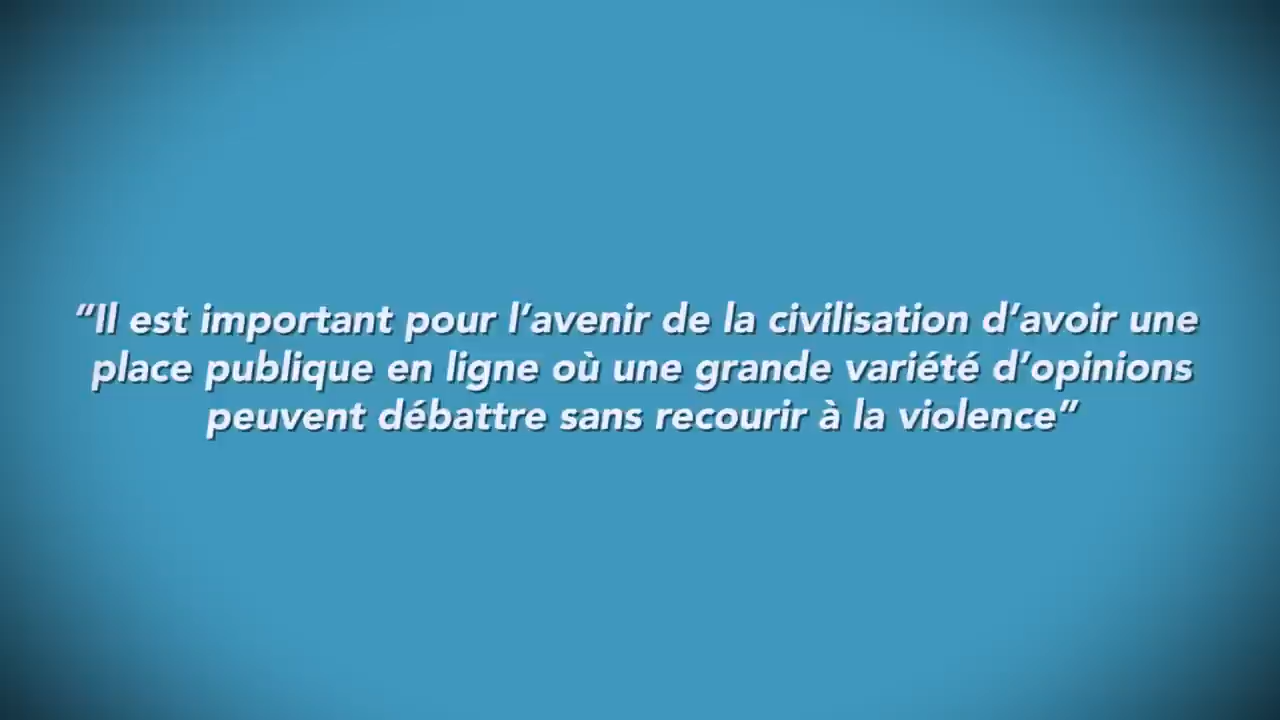 “Il est important pour l’avenir de la civilisation d’avoir une
place publique en ligne où une grande variété d’opinions
peuvent débattre sans recourir à la violence”